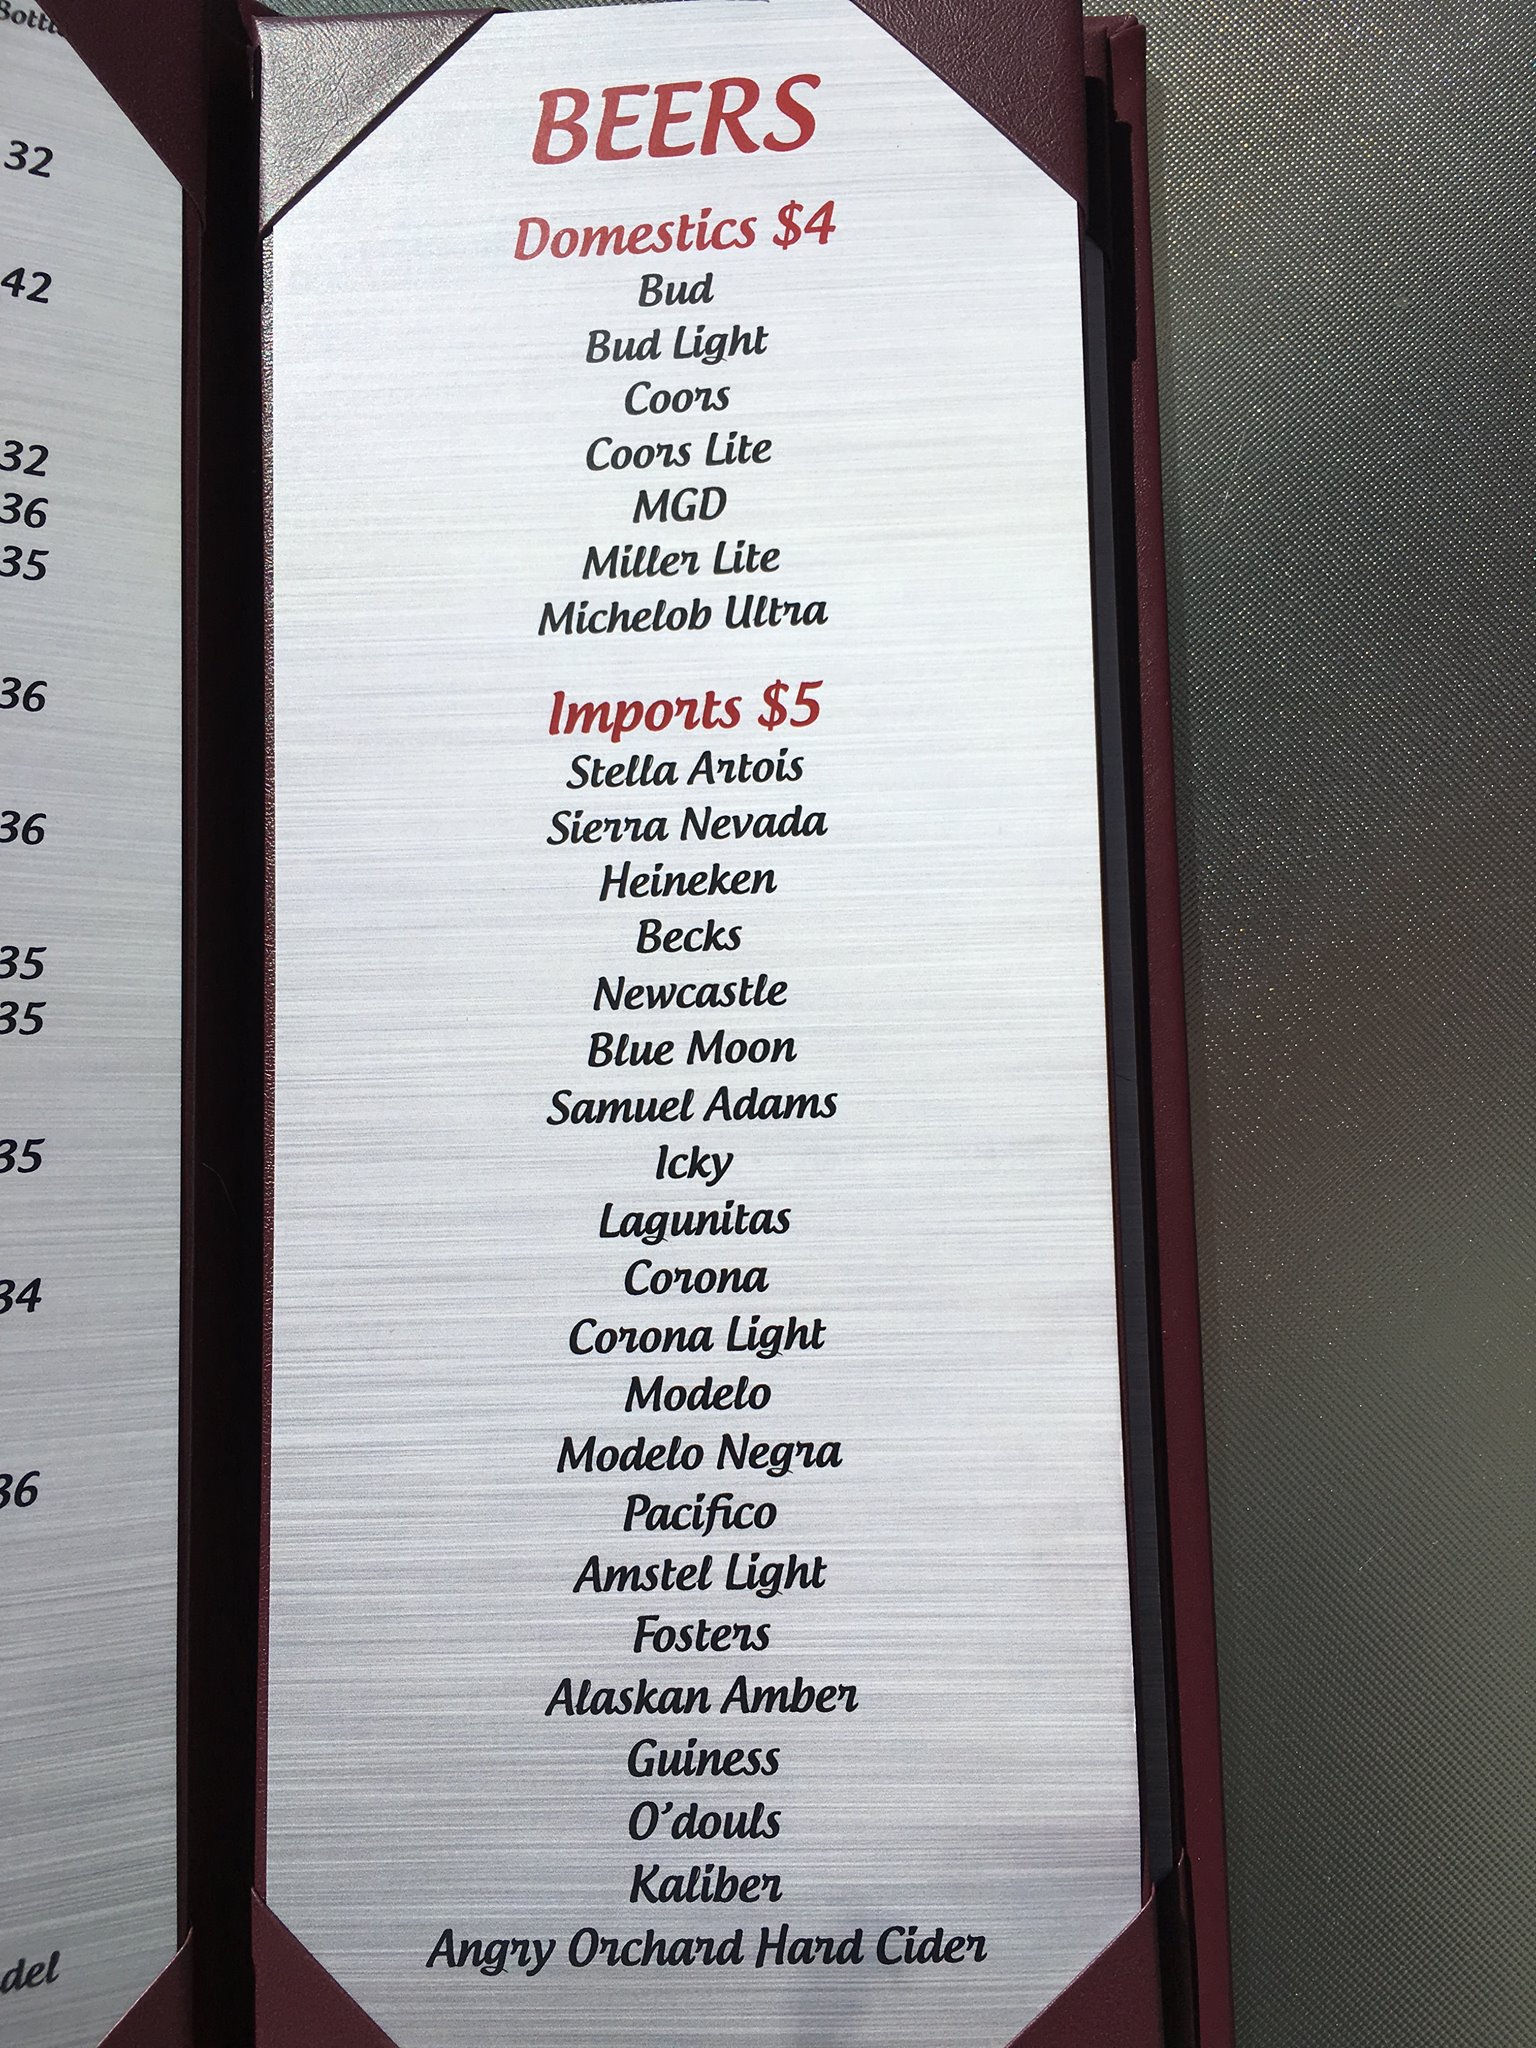 32
42
32
36
35
36
36
35
35
35
34
36
del
BEERS
Domestics $4
Bud
Bud Light
Coors
Coors Lite
MGD
Miller Lite
Michelob Ultra
Imports $5
Stella Artois
Sierra Nevada
Heineken
Becks
Newcastle
Blue Moon
Samuel Adams
Icky
Lagunitas
Corona
Corona Light
Modelo
Modelo Negra
Pacifico
Amstel Light
Fosters
Alaskan Amber
Guiness
O'douls
Kaliber
Angry Orchard Hard Cider